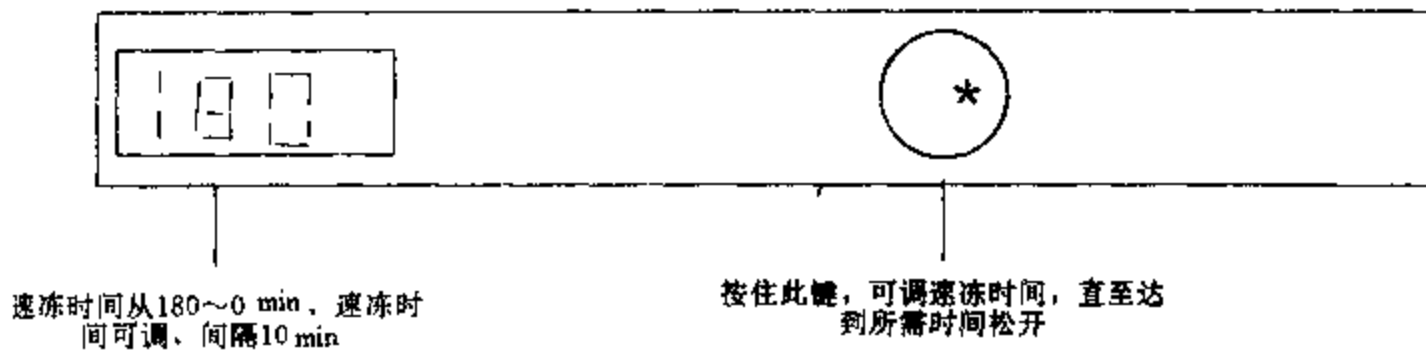 180
*
速冻时间从180～0 min、速冻时
间可调、间隔10 min
按住此键，可调速冻时间，直至达
到所需时间松开